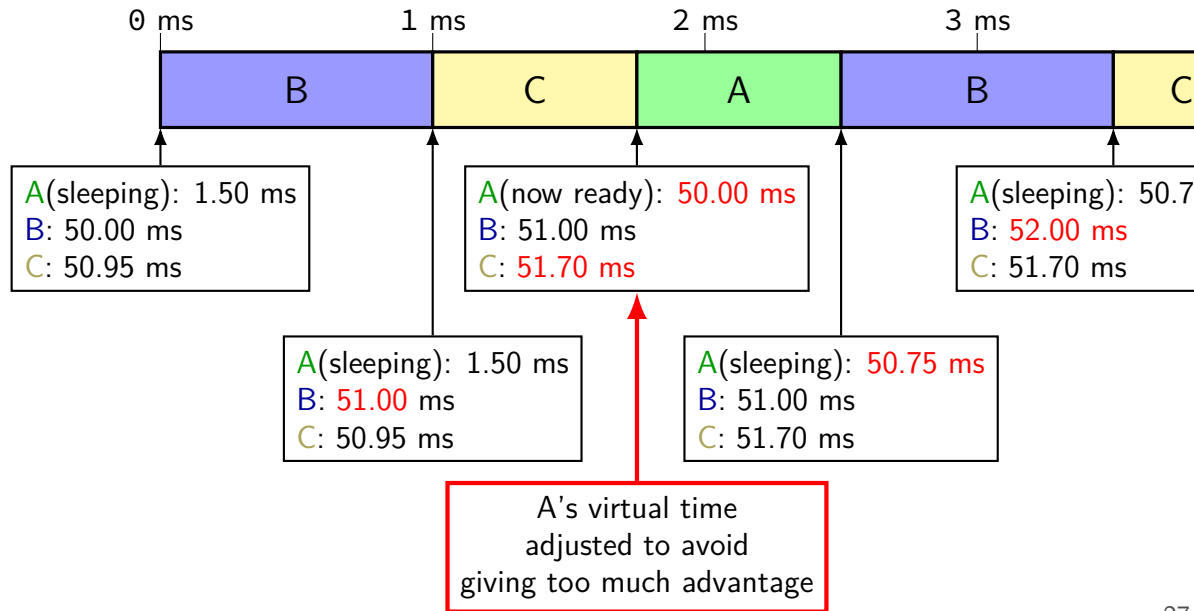 0 ms 1 ms 2 ms 3 ms
B C A B C
A(sleeping): 1.50 ms
B: 50.00 ms
C: 50.95 ms
A(now ready): 50.00 ms
B: 51.00 ms
C: 51.70 ms
A(sleeping): 50.7
B: 52.00 ms
C: 51.70 ms
A(sleeping): 1.50 ms
B: 51.00 ms
C: 50.95 ms
A(sleeping): 50.75 ms
B: 51.00 ms
C: 51.70 ms
A's virtual time
adjusted to avoid
giving too much advantage